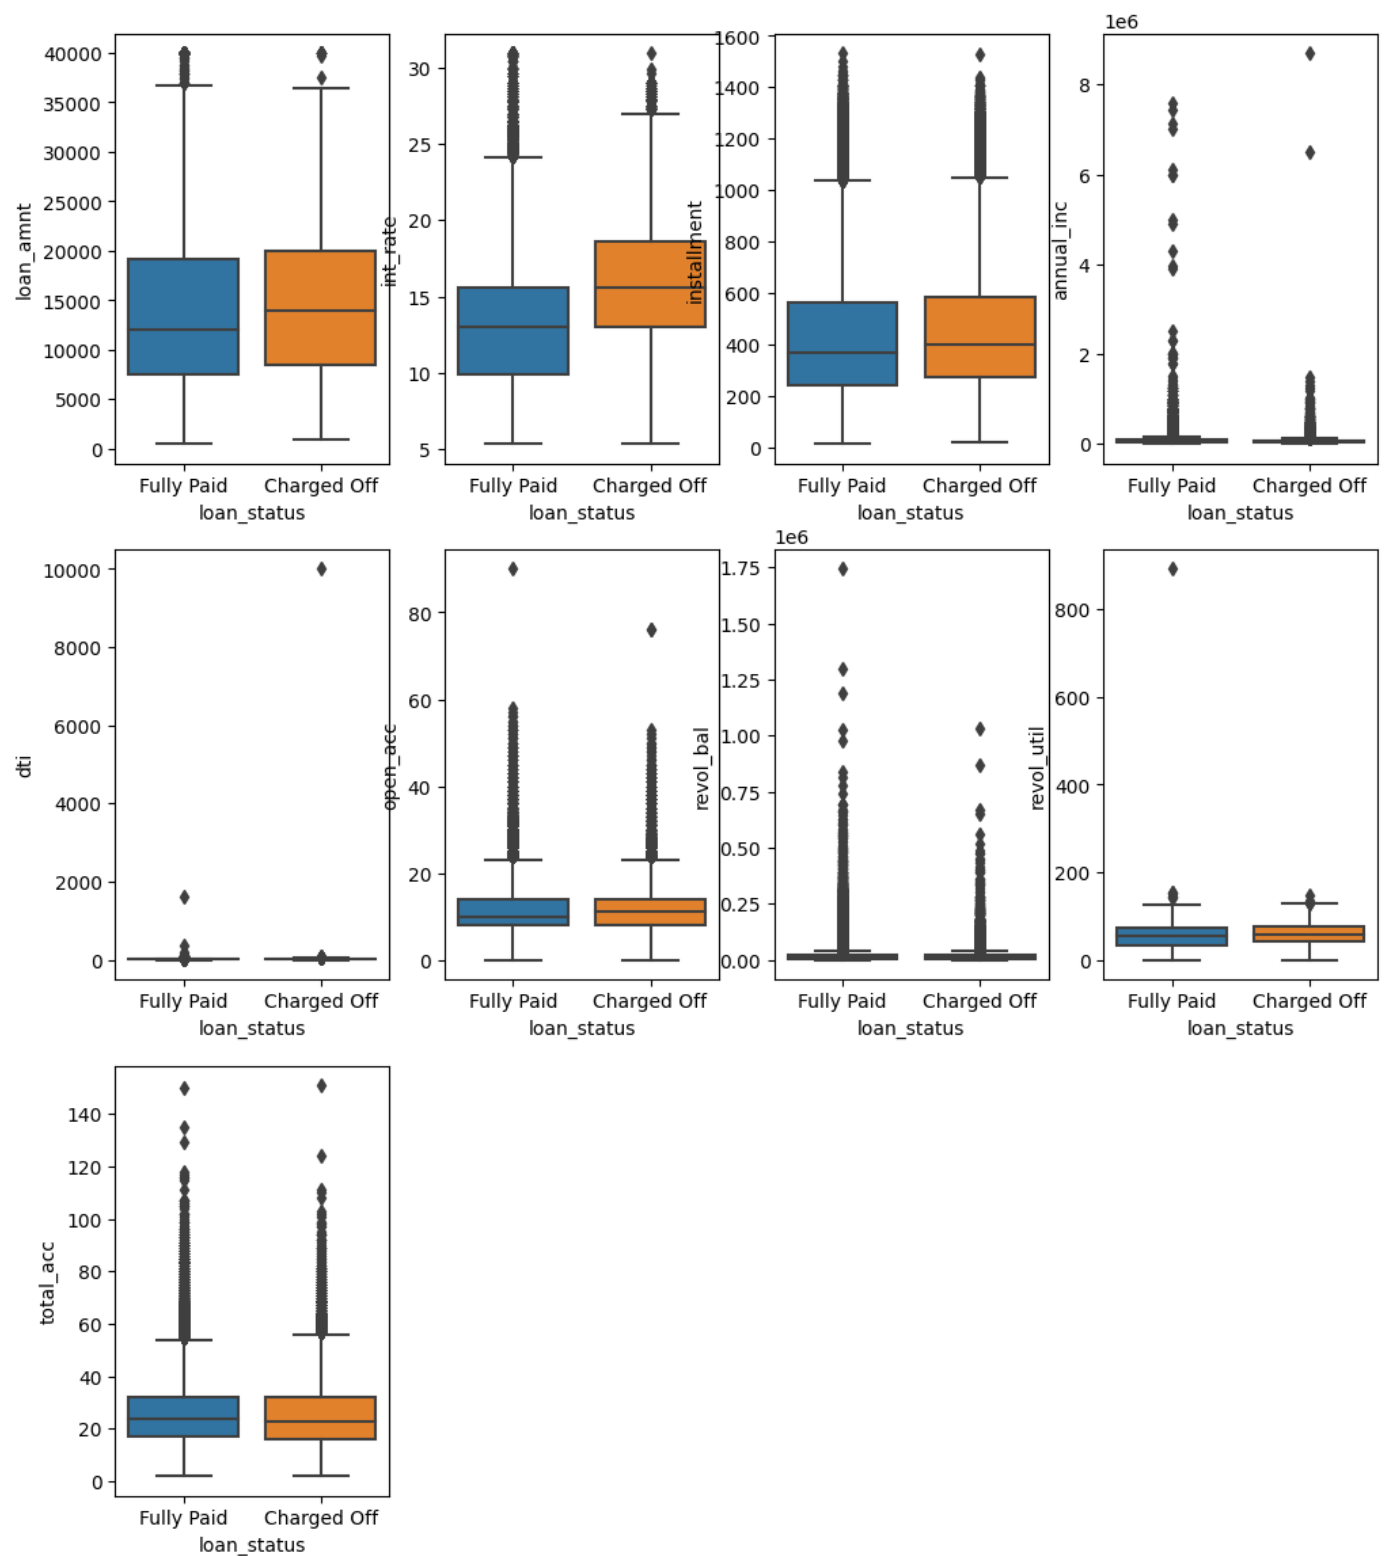 1e6
40000
35000
30000
25000
20000
15000
10000
5000
0
loan_amnt
Fully Paid Charged Off
loan_status
30
25
20
15
10
5
int_rate
Fully Paid Charged Off
loan_status
1600
1400
1200
1000
800
600
400
200
0
installment
Fully Paid Charged Off
loan_status
8
6
4
2
0
annual_inc
Fully Paid Charged Off
loan_status
10000
8000
6000
4000
2000
0
dti
Fully Paid Charged Off
loan_status
80
60
40
20
0
open_acc
Fully Paid Charged Off
loan_status
1e6
1.75
1.50
1.25
1.00
0.75
0.50
0.25
0.00
revol_bal
Fully Paid Charged Off
loan_status
800
600
400
200
0
revol_util
Fully Paid Charged Off
loan_status
140
120
100
80
60
40
20
0
total_acc
Fully Paid Charged Off
loan_status